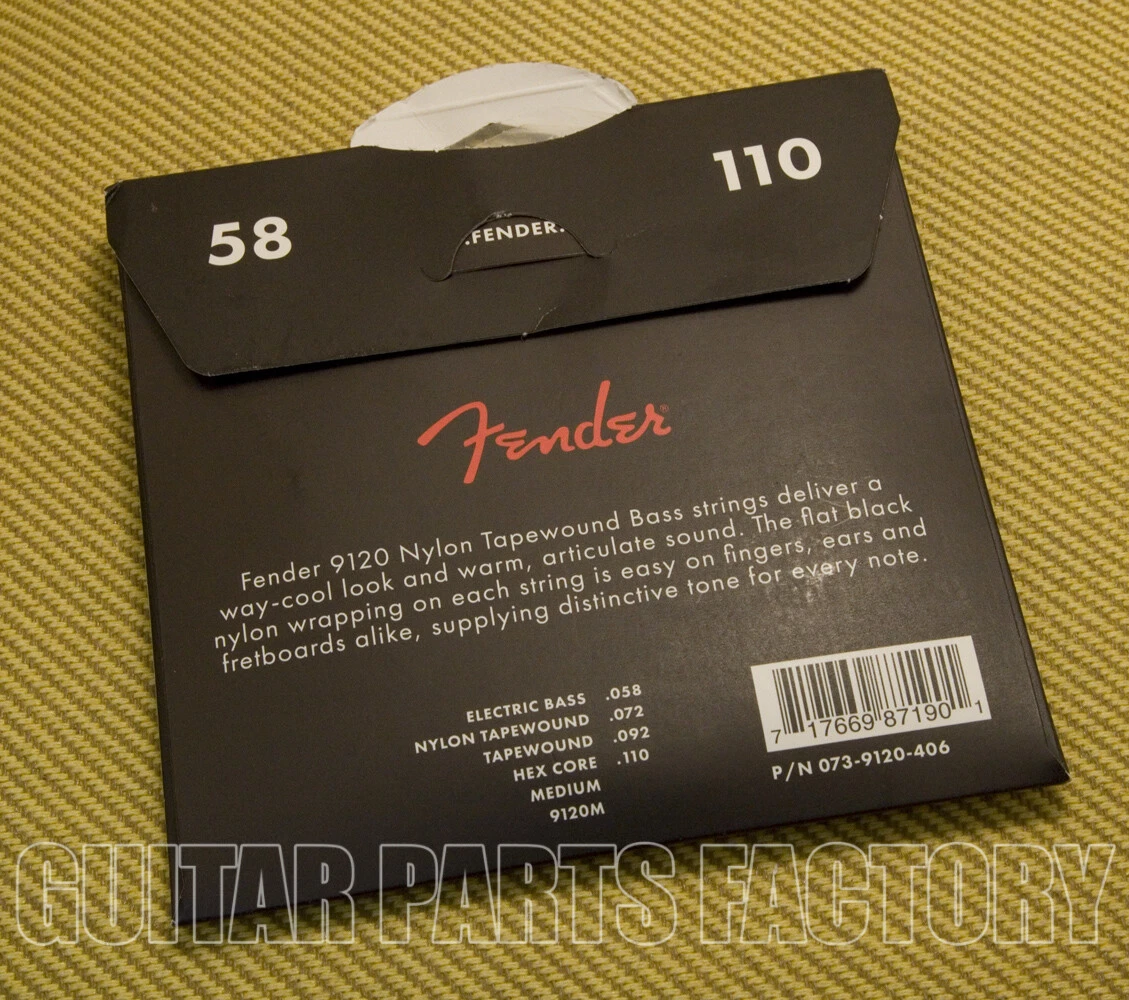 58
110
.FENDER.
Fender®
Fender 9120 Nylon Tapewound Bass strings deliver a
way-cool look and warm, articulate sound. The flat black
nylon wrapping on each string is easy on fingers, ears and
fretboards alike, supplying distinctive tone for every note.
ELECTRIC BASS .058
NYLON TAPEWOUND .072
TAPEWOUND .092
HEX CORE .110
MEDIUM
9120M
7 17669 87190 1
P/N 073-9120-406
GUITAR PARTS FACTORY